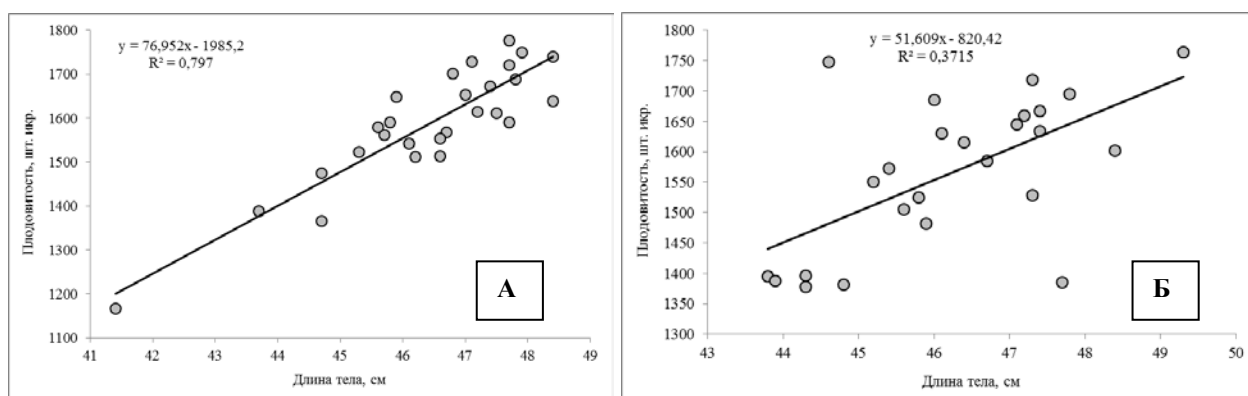 y = 76,952x - 1985,2
R² = 0,797
Плодовитость, шт. икр.
1800
1700
1600
1500
1400
1300
1200
1100
А
41 42 43 44 45 46 47 48 49
Длина тела, см
y = 51,609x - 820,42
R² = 0,3715
Плодовитость, шт. икр.
1800
1750
1700
1650
1600
1550
1500
1450
1400
1350
1300
Б
43 44 45 46 47 48 49 50
Длина тела, см